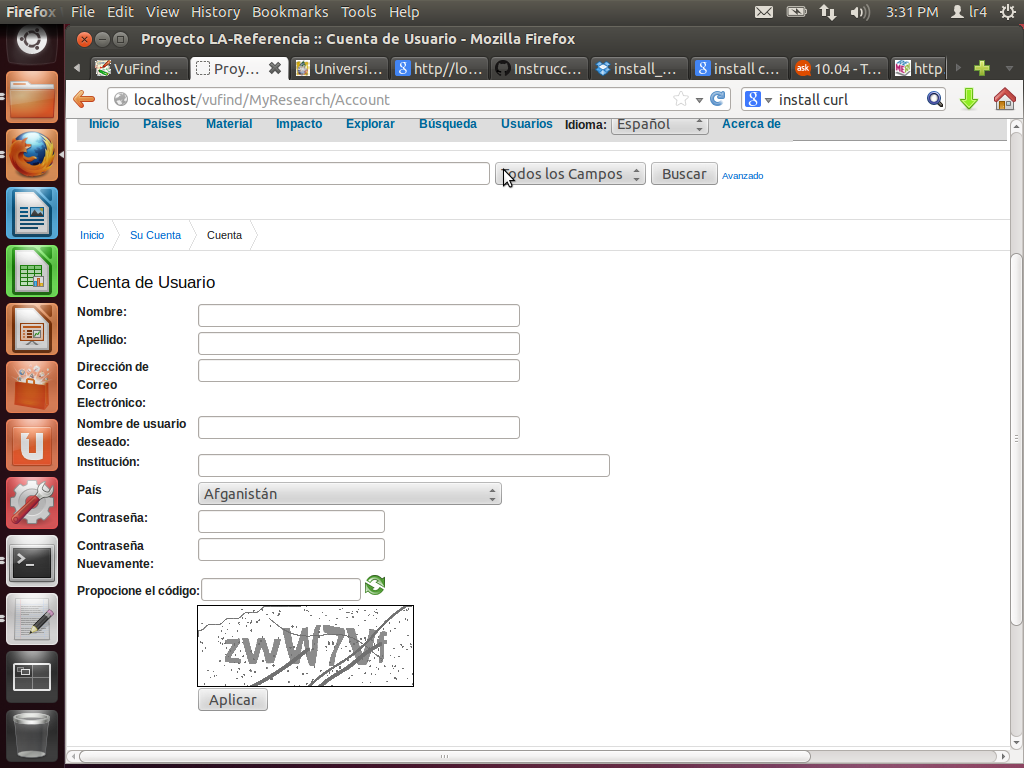 Firefox File Edit View History Bookmarks Tools Help 3:31 PM lr4
Proyecto LA-Referencia :: Cuenta de Usuario - Mozilla Firefox
VuFind ... Proy... Universi... http//lo... Instrucc... install_... install c... 10.04 - T... http.
localhost/vufind/MyResearch/Account install curl
Inicio Países Material Impacto Explorar Búsqueda Usuarios Idioma: Español Acerca de
Todos los Campos Buscar Avanzado
Inicio Su Cuenta Cuenta
Cuenta de Usuario
Nombre:
Apellido:
Dirección de
Correo
Electrónico:
Nombre de usuario
deseado:
Institución:
País Afganistán
Contraseña:
Contraseña
Nuevamente:
Propocione el código:
zwW7Vf
Aplicar